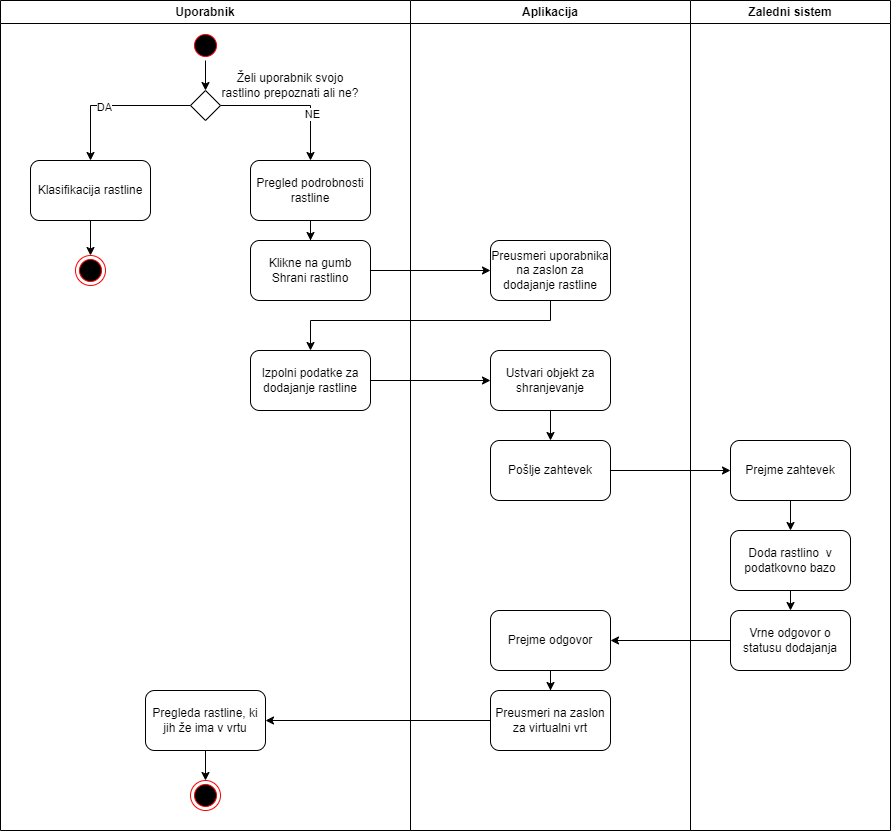 Uporabnik
Aplikacija
Zaledni sistem
Želi uporabnik svojo
rastlino prepoznati ali ne?
DA
NE
Klasifikacija rastline
Pregled podrobnosti
rastline
Klikne na gumb
Shrani rastlino
Preusmeri uporabnika
na zaslon za
dodajanje rastline
Izpolni podatke za
dodajanje rastline
Ustvari objekt za
shranjevanje
Pošlje zahtevek
Prejme zahtevek
Doda rastlino v
podatkovno bazo
Vrne odgovor o
statusu dodajanja
Prejme odgovor
Preusmeri na zaslon
za virtualni vrt
Pregleda rastline, ki
jih že ima v vrtu